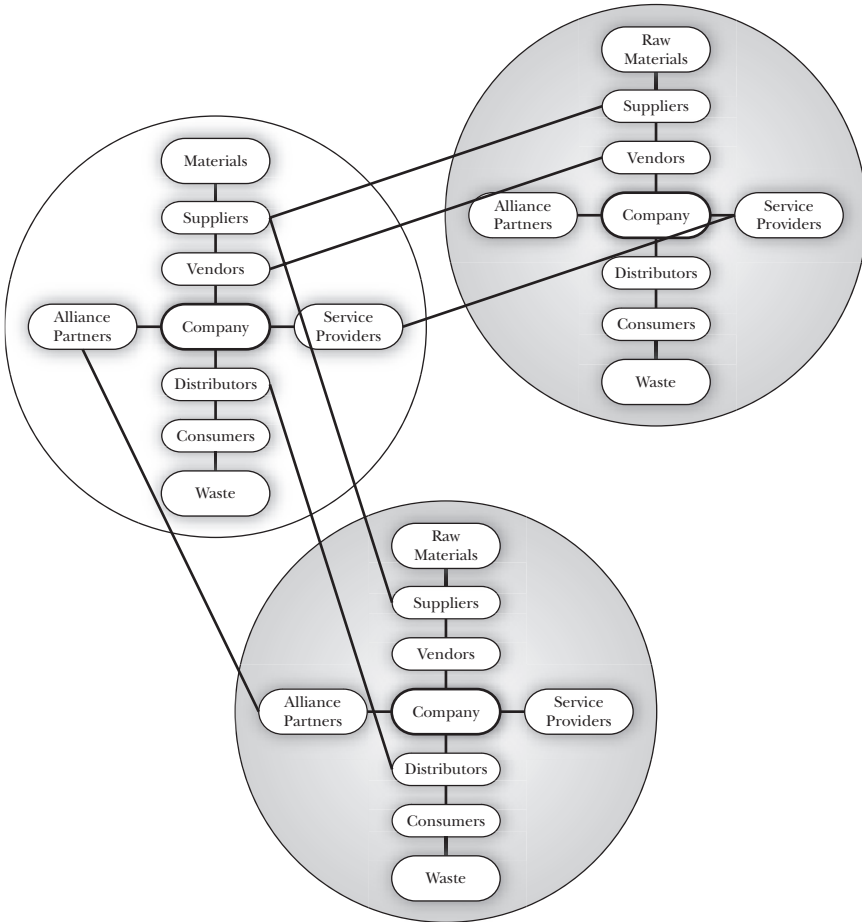 Materials
Suppliers
Vendors
Alliance
Partners
Company
Service
Providers
Distributors
Consumers
Waste
Raw
Materials
Suppliers
Vendors
Alliance
Partners
Company
Service
Providers
Distributors
Consumers
Waste
Raw
Materials
Suppliers
Vendors
Alliance
Partners
Company
Service
Providers
Distributors
Consumers
Waste